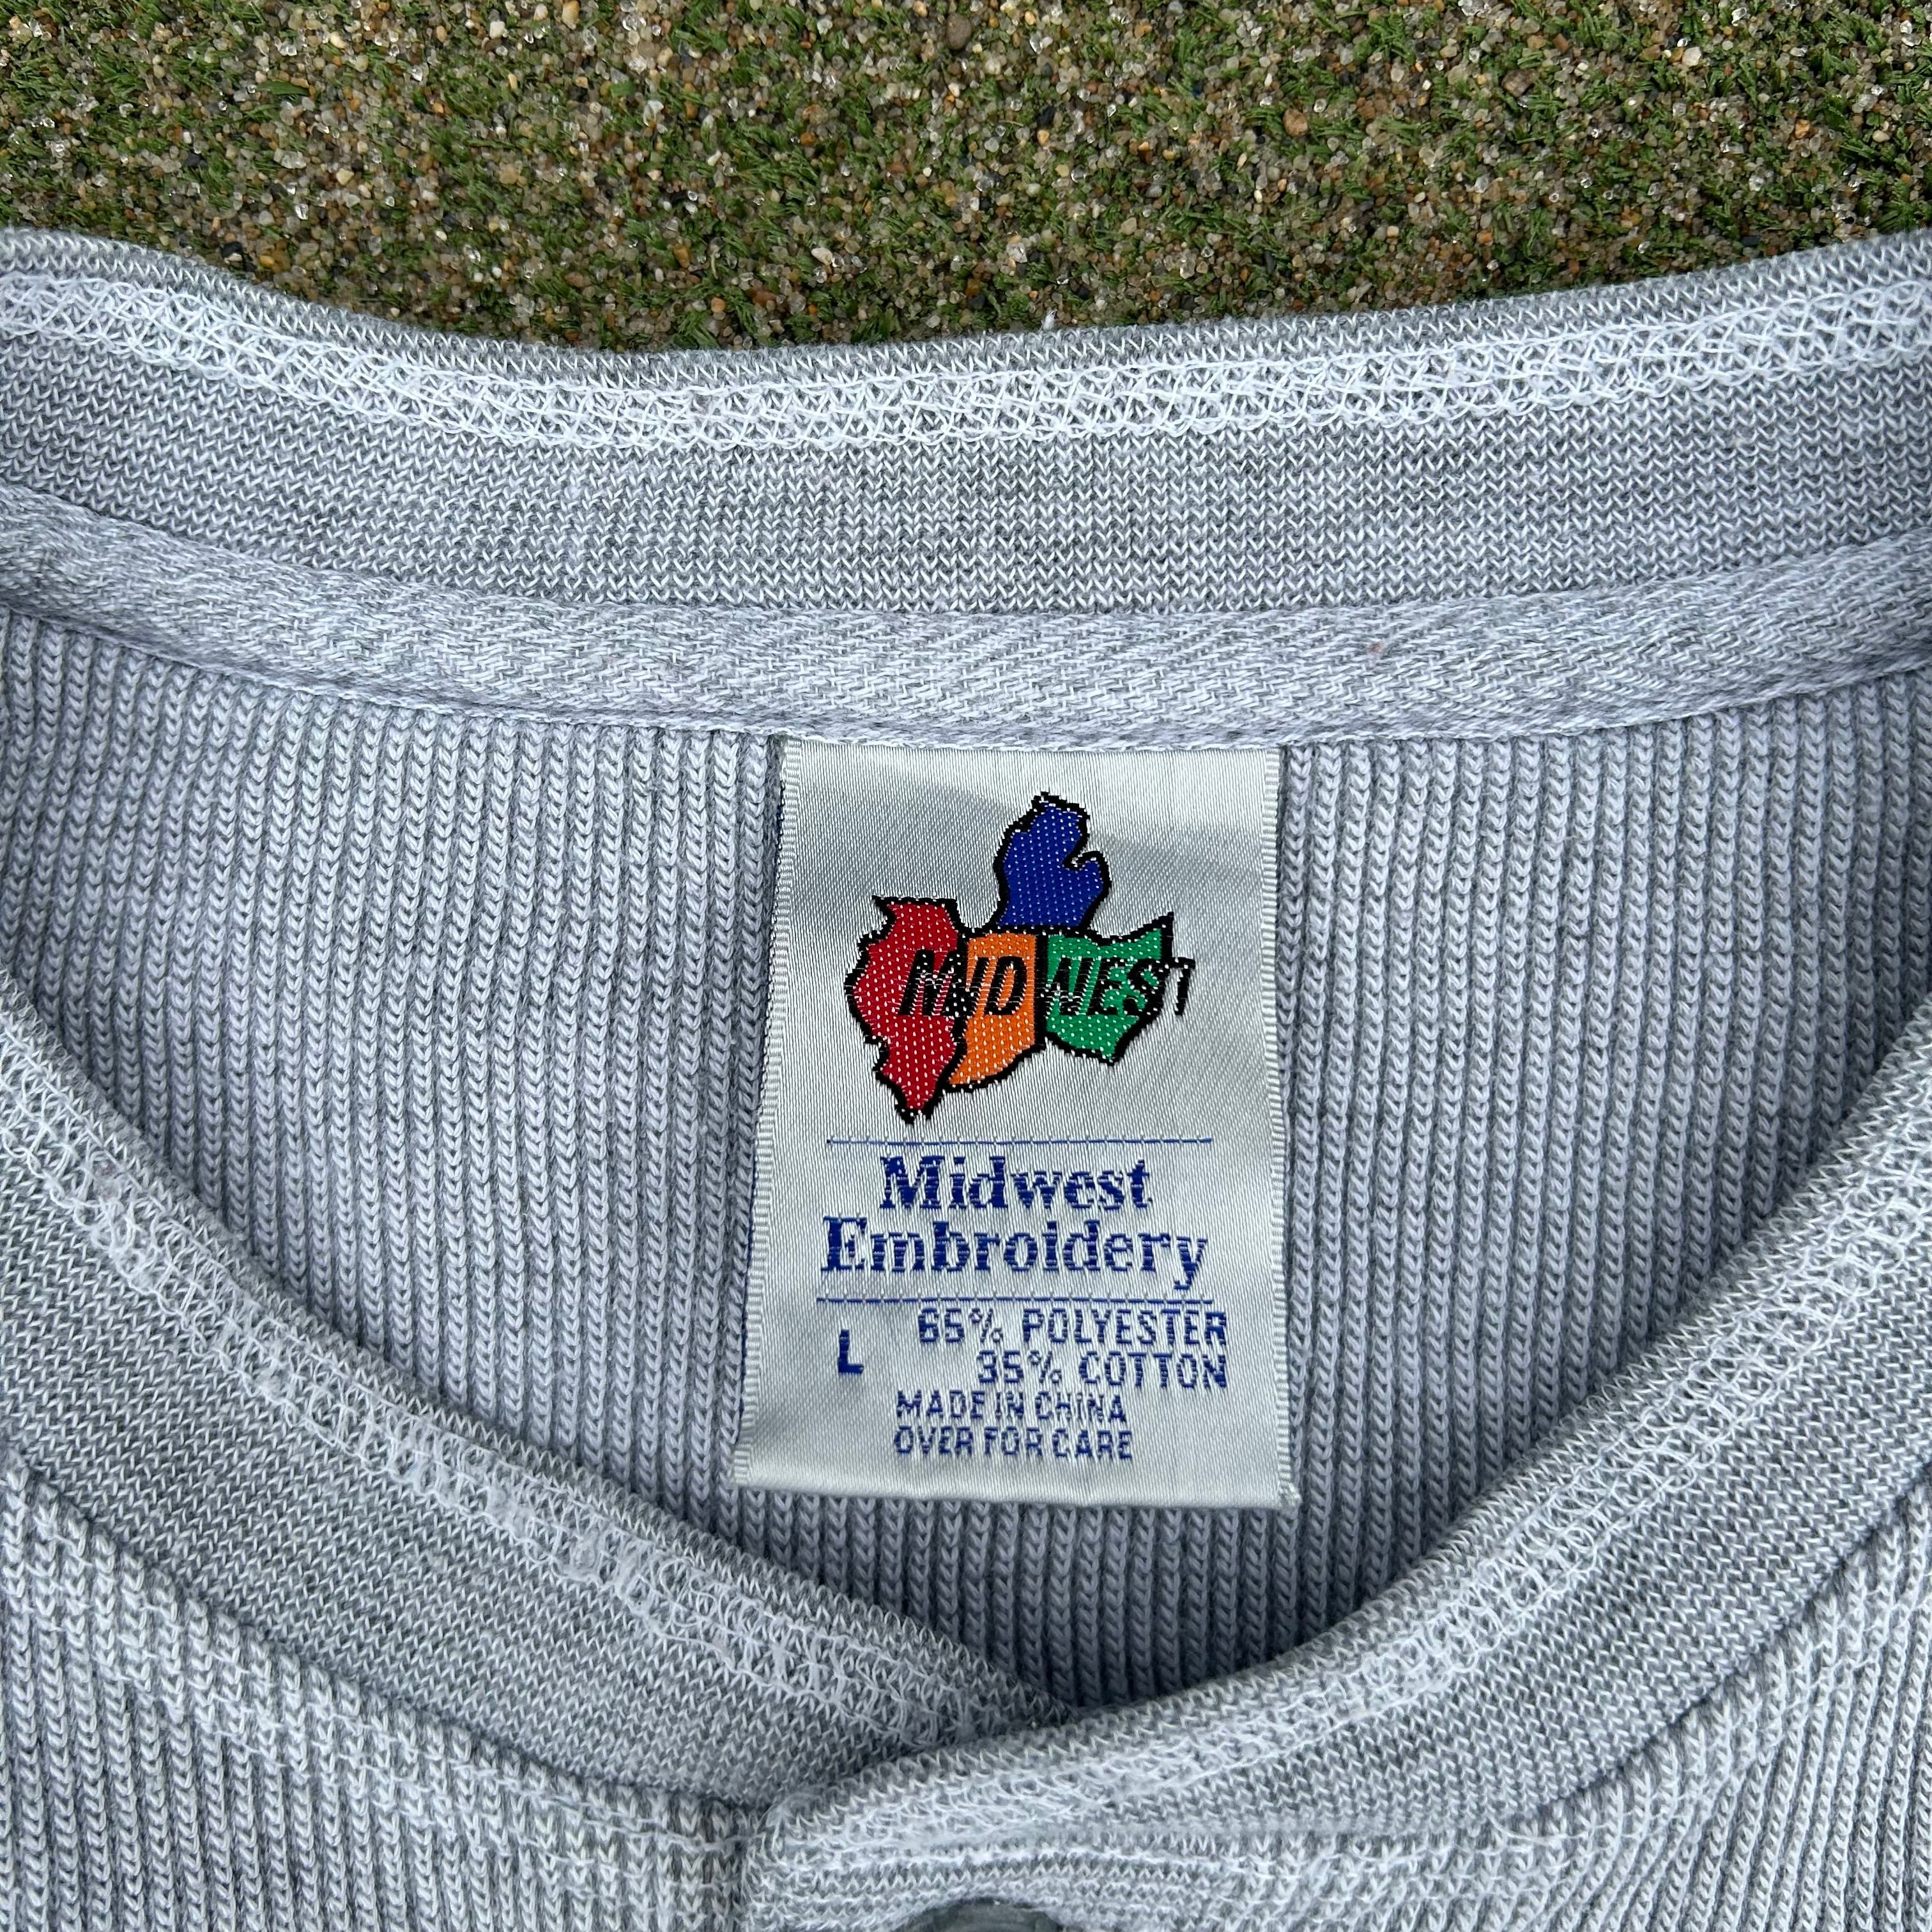 MIDWEST
Midwest
Embroidery
L 65% POLYESTER
35% COTTON
MADE IN CHINA
OVER FOR CARE